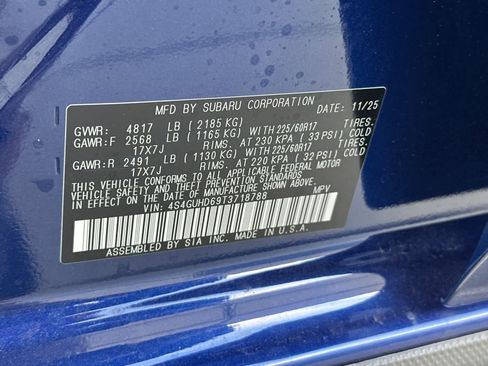 MFD BY SUBARU CORPORATION DATE: 11/25
GVWR: 4817 LB (2185 KG)
GAWR:F 2568 LB (1165 KG) WITH 225/60R17 TIRES.
17X7J RIMS. AT 230 KPA (33 PSI) COLD
GAWR:R 2491 LB (1130 KG) WITH 225/60R17 TIRES.
17X7J RIMS. AT 220 KPA (32 PSI) COLD
THIS VEHICLE CONFORMS TO ALL APPLICABLE FEDERAL MOTOR
VEHICLE SAFETY, BUMPER, AND THEFT PREVENTION STANDARDS
IN EFFECT ON THE DATE OF MANUFACTURE SHOWN ABOVE.
VIN: 4S4GUHD69T3718788 MPV
ASSEMBLED BY SIA INC. MADE IN U.S.A.